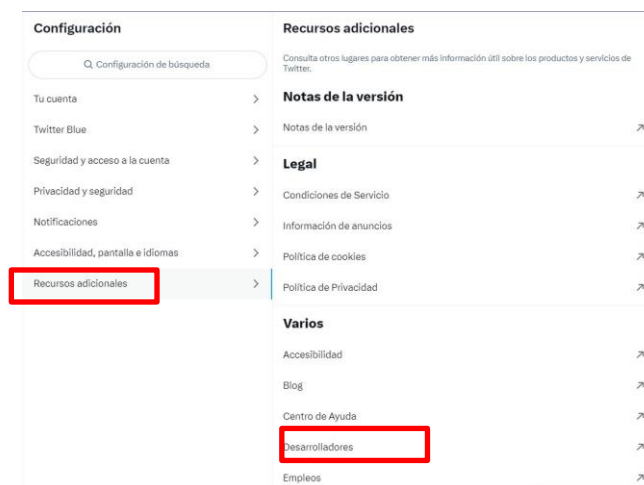 Configuración
Configuración de búsqueda
Tu cuenta
Twitter Blue
Seguridad y acceso a la cuenta
Privacidad y seguridad
Notificaciones
Accesibilidad, pantalla e idiomas
Recursos adicionales
Recursos adicionales
Consulta otros lugares para obtener más información útil sobre los productos y servicios de
Twitter.
Notas de la versión
Notas de la versión
Legal
Condiciones de Servicio
Información de anuncios
Política de cookies
Política de Privacidad
Varios
Accesibilidad
Blog
Centro de Ayuda
Desarrolladores
Empleos